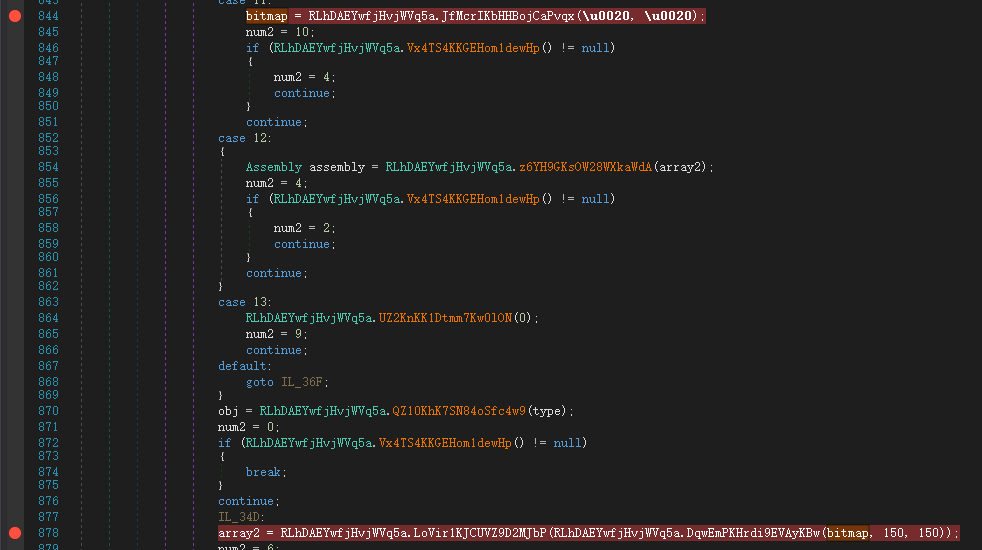 843 case 11:
844 bitmap = RLhDAEYwfjHvjWVq5a.JfMcrIKbHHBojCaPvqx(\u0020, \u0020);
845 num2 = 10;
846 if (RLhDAEYwfjHvjWVq5a.Vx4TS4KKGEHom1dewHp() != null)
847 {
848 num2 = 4;
849 continue;
850 }
851 continue;
852 case 12:
853 {
854 Assembly assembly = RLhDAEYwfjHvjWVq5a.z6YH9GKsOW28WXkaWdA(array2);
855 num2 = 4;
856 if (RLhDAEYwfjHvjWVq5a.Vx4TS4KKGEHom1dewHp() != null)
857 {
858 num2 = 2;
859 continue;
860 }
861 continue;
862 }
863 case 13:
864 RLhDAEYwfjHvjWVq5a.UZ2KnKK1Dtmm7KwOlON(0);
865 num2 = 9;
866 continue;
867 default:
868 goto IL_36F;
869 }
870 obj = RLhDAEYwfjHvjWVq5a.QZ10KhK7SN84oSfc4w9(type);
871 num2 = 0;
872 if (RLhDAEYwfjHvjWVq5a.Vx4TS4KKGEHom1dewHp() != null)
873 {
874 break;
875 }
876 continue;
877 IL_34D:
878 array2 = RLhDAEYwfjHvjWVq5a.LoVir1KJCUVZ9D2MJbP(RLhDAEYwfjHvjWVq5a.DqwEmPKHrdi9EVAyKBw(bitmap, 150, 150));
879 num2 = 6;